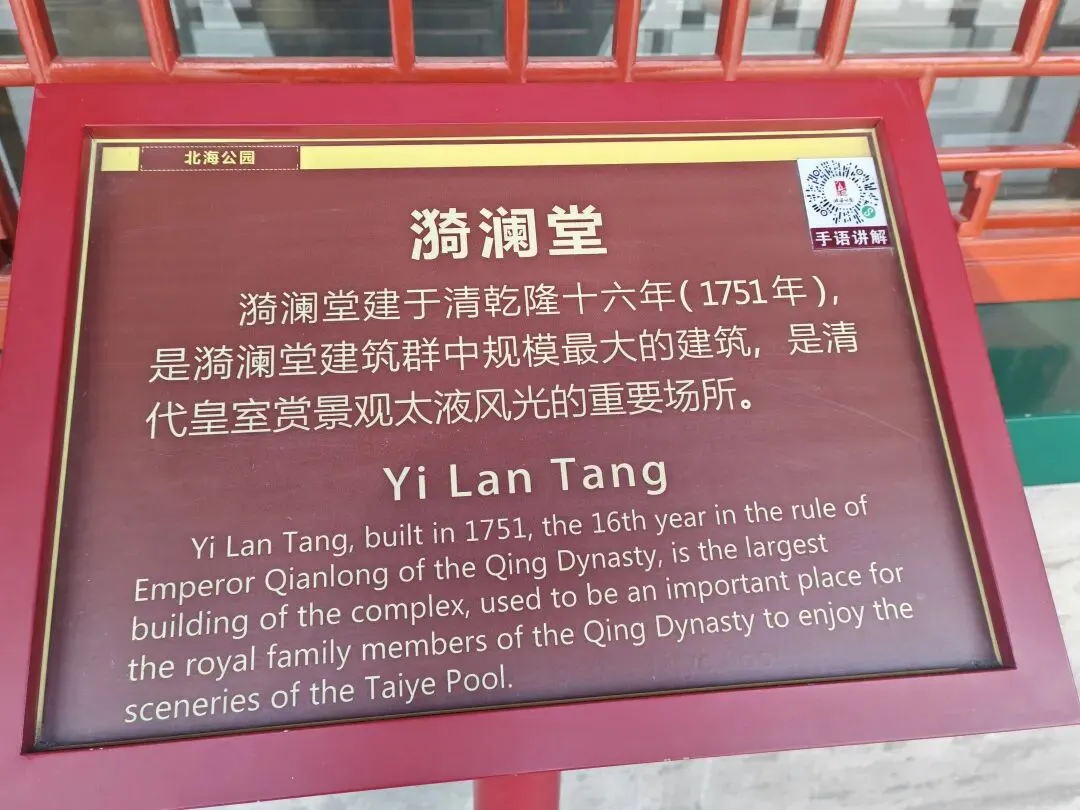 北海公园
手语讲解
漪澜堂
漪澜堂建于清乾隆十六年(1751年),
是漪澜堂建筑群中规模最大的建筑，是清
代皇室赏景观太液风光的重要场所。
Yi Lan Tang
Yi Lan Tang, built in 1751, the 16th year in the rule of
Emperor Qianlong of the Qing Dynasty, is the largest
building of the complex, used to be an important place for
the royal family members of the Qing Dynasty to enjoy the
sceneries of the Taiye Pool.